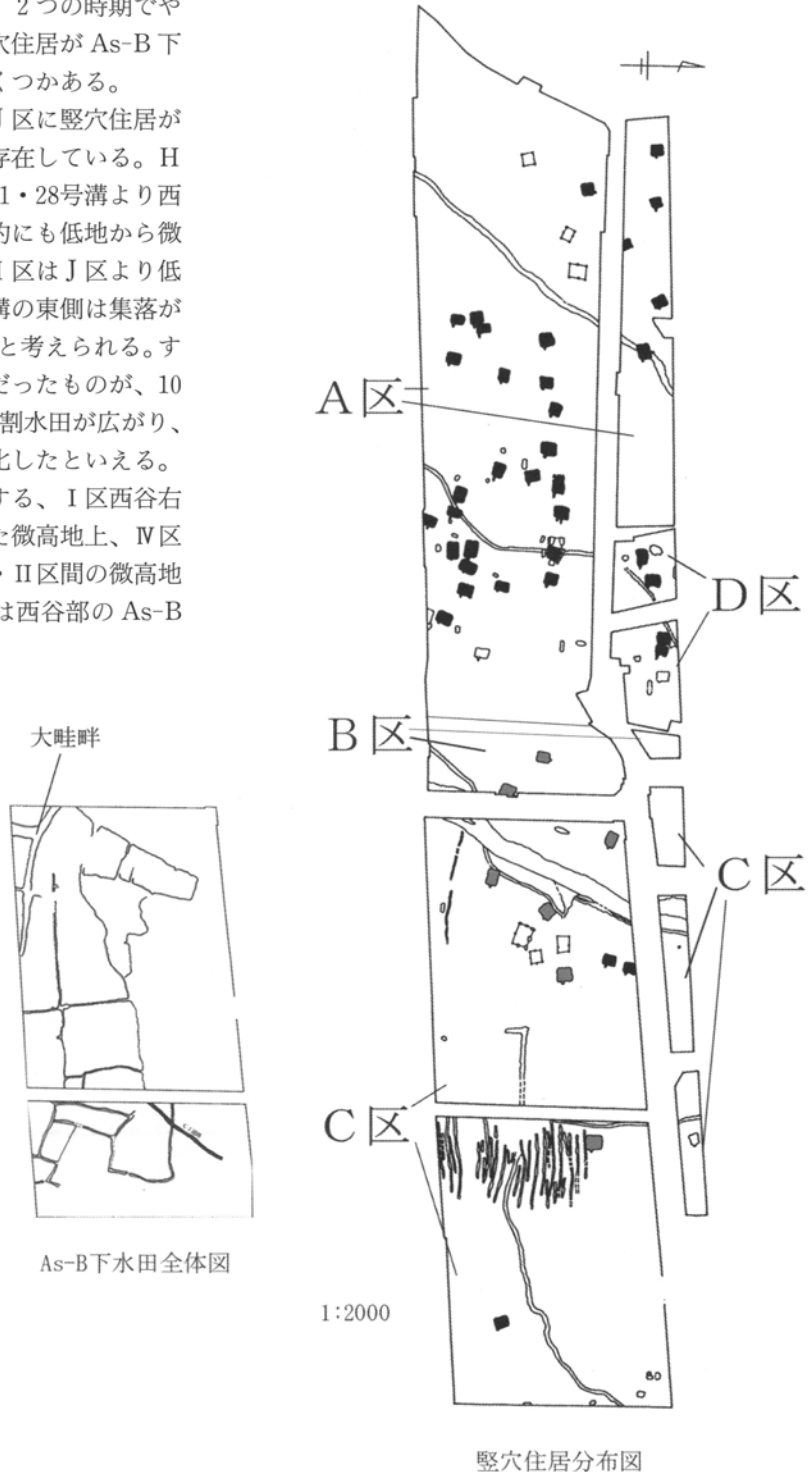 ２つの時期でや
穴住居が As-B 下
くつかある。
区に竪穴住居が
存在している。Ｈ
1・28号溝より西
的にも低地から微
区はＪ区より低
溝の東側は集落が
と考えられる。す
だったものが、10
割水田が広がり、
化したといえる。
する、Ⅰ区西谷右
た微高地上、Ⅳ区
・Ⅱ区間の微高地
は西谷部の As-B
大畦畔
As-B下水田全体図
A区
D区
B区
C区
C区
1:2000
竪穴住居分布図